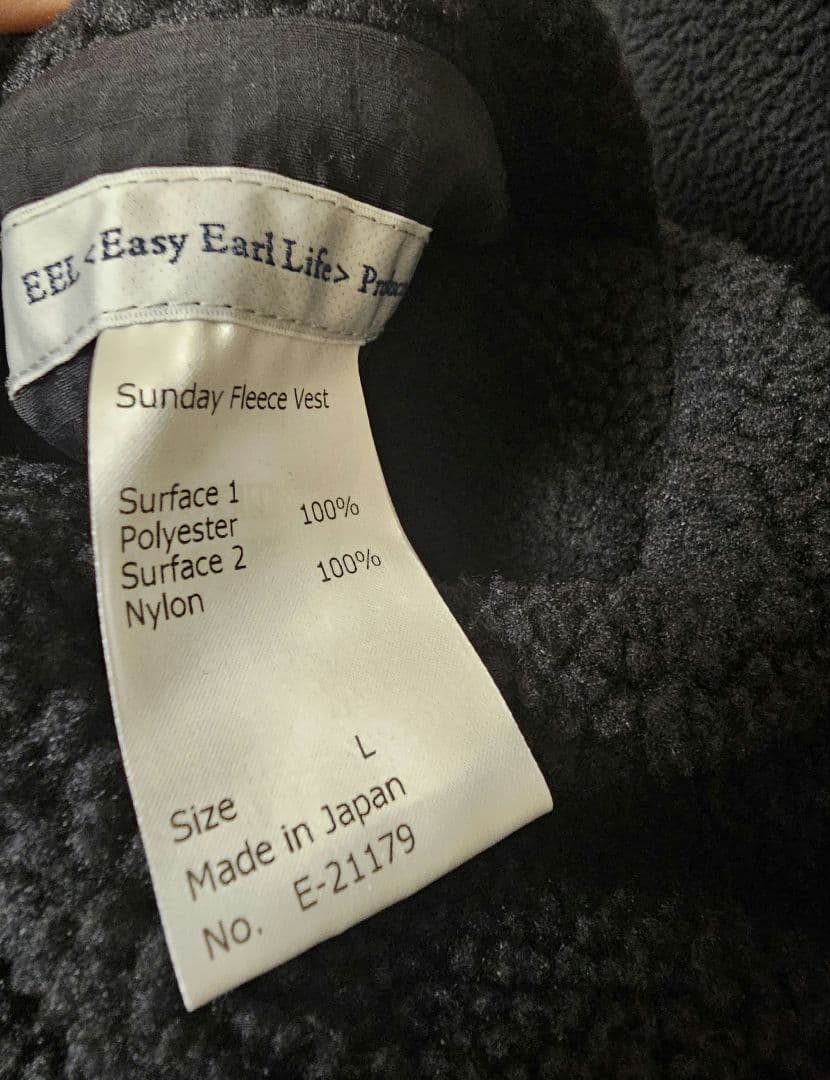 EEL <Easy Earl Life> Produc
Sunday Fleece Vest
Surface 1
Polyester 100%
Surface 2
Nylon 100%
Size L
Made in Japan
No. E-21179